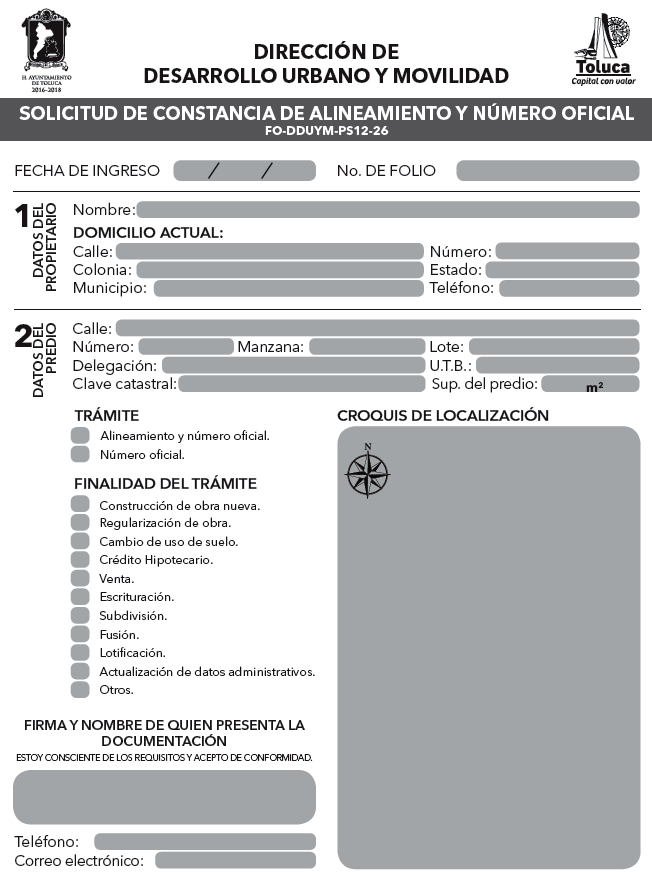 H. AYUNTAMIENTO
DE TOLUCA
2016-2018
DIRECCIÓN DE
DESARROLLO URBANO Y MOVILIDAD
Toluca
Capital con valor
SOLICITUD DE CONSTANCIA DE ALINEAMIENTO Y NÚMERO OFICIAL
FO-DDUYM-PS12-26
FECHA DE INGRESO / / No. DE FOLIO
1
DATOS DEL
PROPIETARIO
Nombre:
DOMICILIO ACTUAL:
Calle: Número:
Colonia: Estado:
Municipio: Teléfono:
2
DATOS DEL
PREDIO
Calle:
Número: Manzana: Lote:
Delegación: U.T.B.:
Clave catastral: Sup. del predio: m²
TRÁMITE
Alineamiento y número oficial.
Número oficial.
FINALIDAD DEL TRÁMITE
Construcción de obra nueva.
Regularización de obra.
Cambio de uso de suelo.
Crédito Hipotecario.
Venta.
Escrituración.
Subdivisión.
Fusión.
Lotificación.
Actualización de datos administrativos.
Otros.
CROQUIS DE LOCALIZACIÓN
N
FIRMA Y NOMBRE DE QUIEN PRESENTA LA
DOCUMENTACIÓN
ESTOY CONSCIENTE DE LOS REQUISITOS Y ACEPTO DE CONFORMIDAD.
Teléfono:
Correo electrónico: